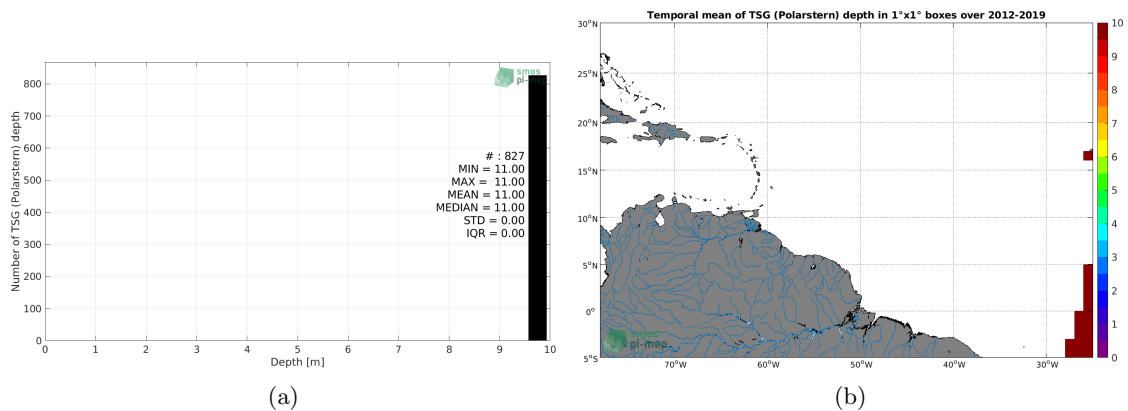 smos
pi-mep
Number of TSG (Polarstern) depth
800
700
600
500
400
300
200
100
0
# : 827
MIN = 11.00
MAX = 11.00
MEAN = 11.00
MEDIAN = 11.00
STD = 0.00
IQR = 0.00
0 1 2 3 4 5 6 7 8 9 10
Depth [m]
(a)
Temporal mean of TSG (Polarstern) depth in 1°x1° boxes over 2012-2019
30°N
25°N
20°N
15°N
10°N
5°N
0°
5°S
70°W 60°W 50°W 40°W 30°W
smos
pi-mep
10
9
8
7
6
5
4
3
2
1
0
(b)